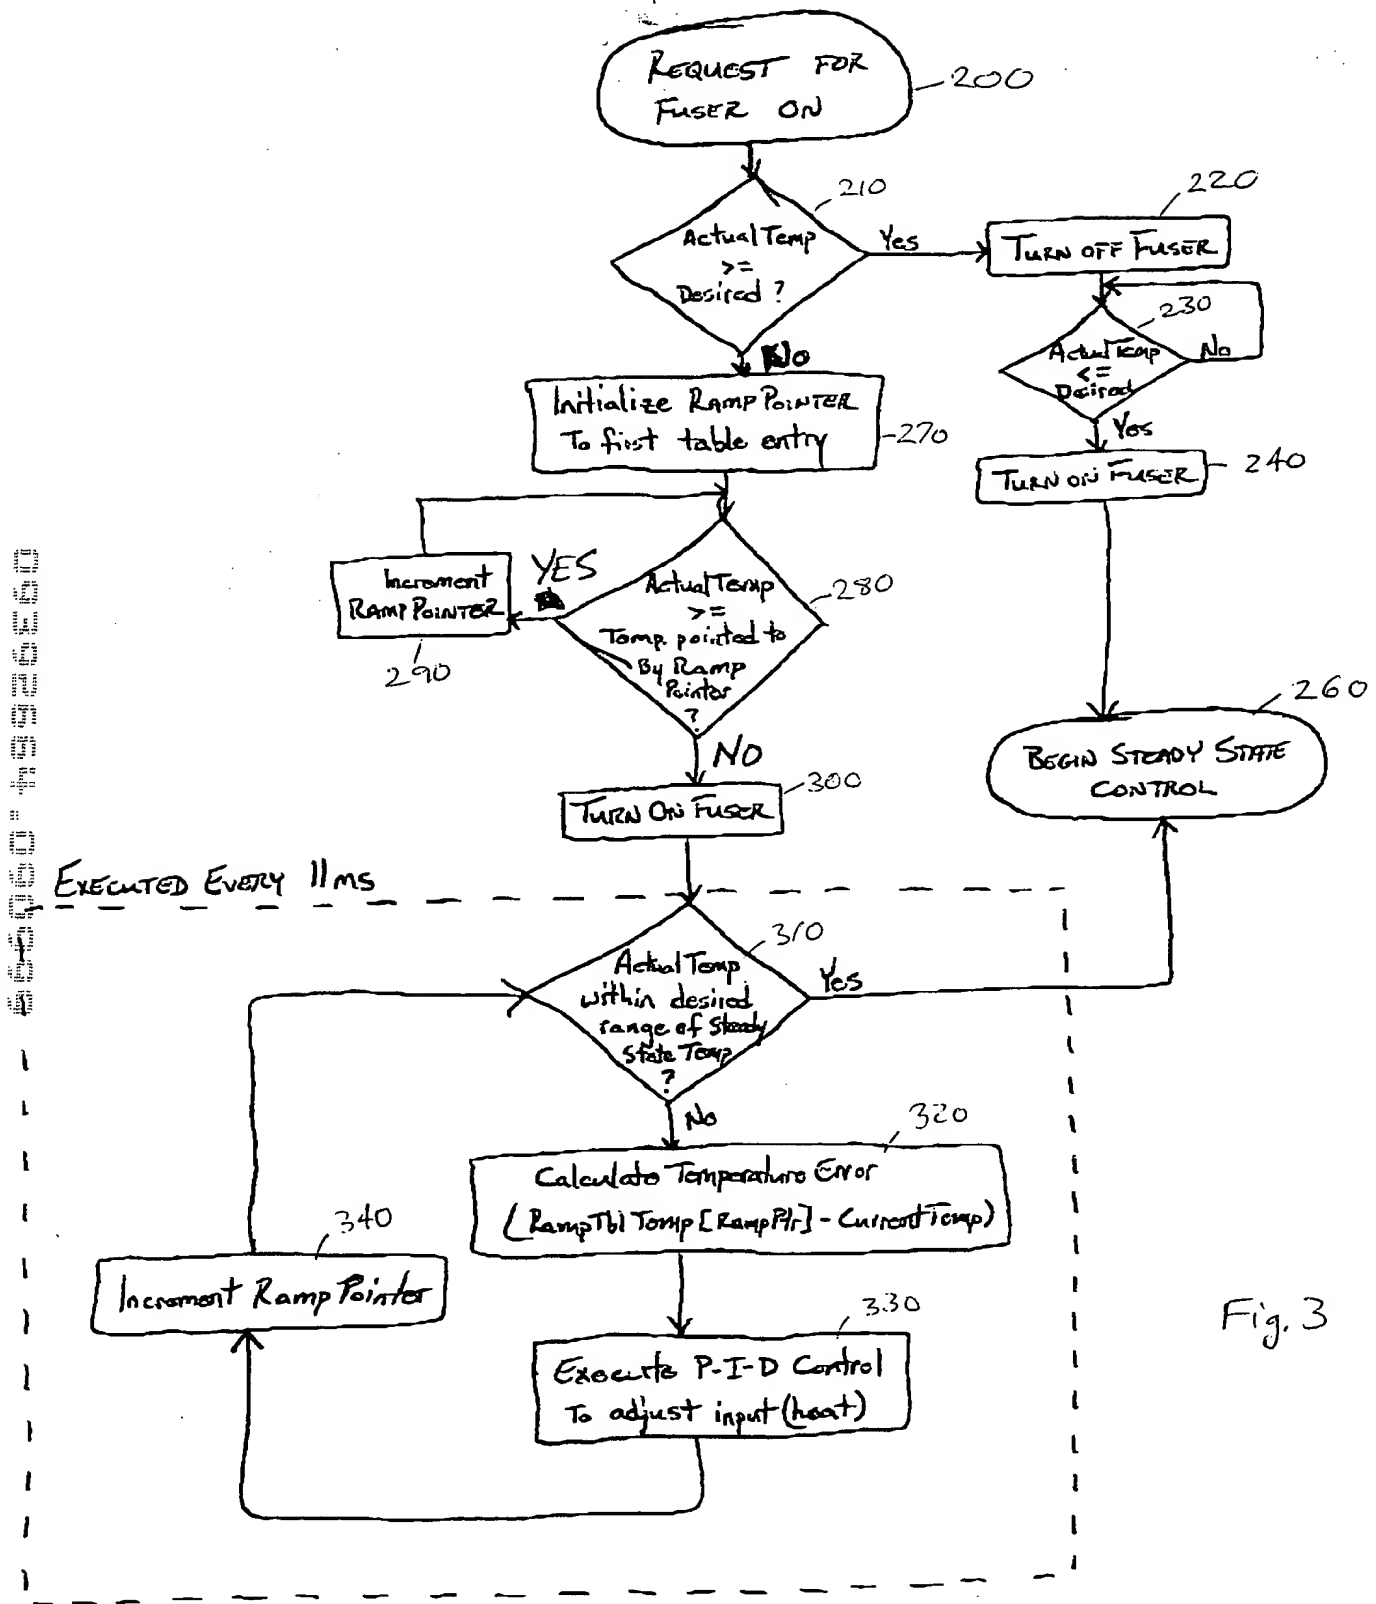 REQUEST FOR
FUSER ON
200
210
Actual Temp
>=
Desired ?
Yes
220
TURN OFF FUSER
230
Actual Temp
<=
Desired
No
Yes
TURN ON FUSER
240
No
Initialize RAMP POINTER
To first table entry
270
Increment
RAMP POINTER
290
YES
Actual Temp
>=
Temp. pointed to
By Ramp
Pointer
?
280
NO
TURN ON FUSER
300
260
BEGIN STEADY STATE
CONTROL
EXECUTED EVERY 11ms
310
Actual Temp
within desired
range of Steady
State Temp
?
Yes
No
320
Calculate Temperature Error
(RampTblTemp[RampPtr]-CurrentTemp)
340
Increment Ramp Pointer
330
Execute P-I-D Control
To adjust input (heat)
Fig. 3